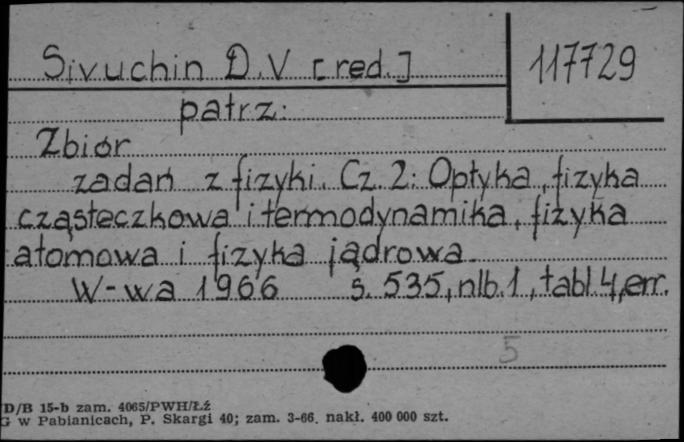 Sivuchin D.V [red.]
117729
patrz:
Zbiór
zadań z fizyki. Cz. 2: Optyka, fizyka
cząsteczkowa i termodynamika, fizyka
atomowa i fizyka jądrowa.
W-wa 1966 s. 535, nlb. 1, tabl. 4, err.
5
D/B 15-b zam. 4065/PWH/Łź
G w Pabianicach, P. Skargi 40; zam. 3-66. nakł. 400 000 szt.